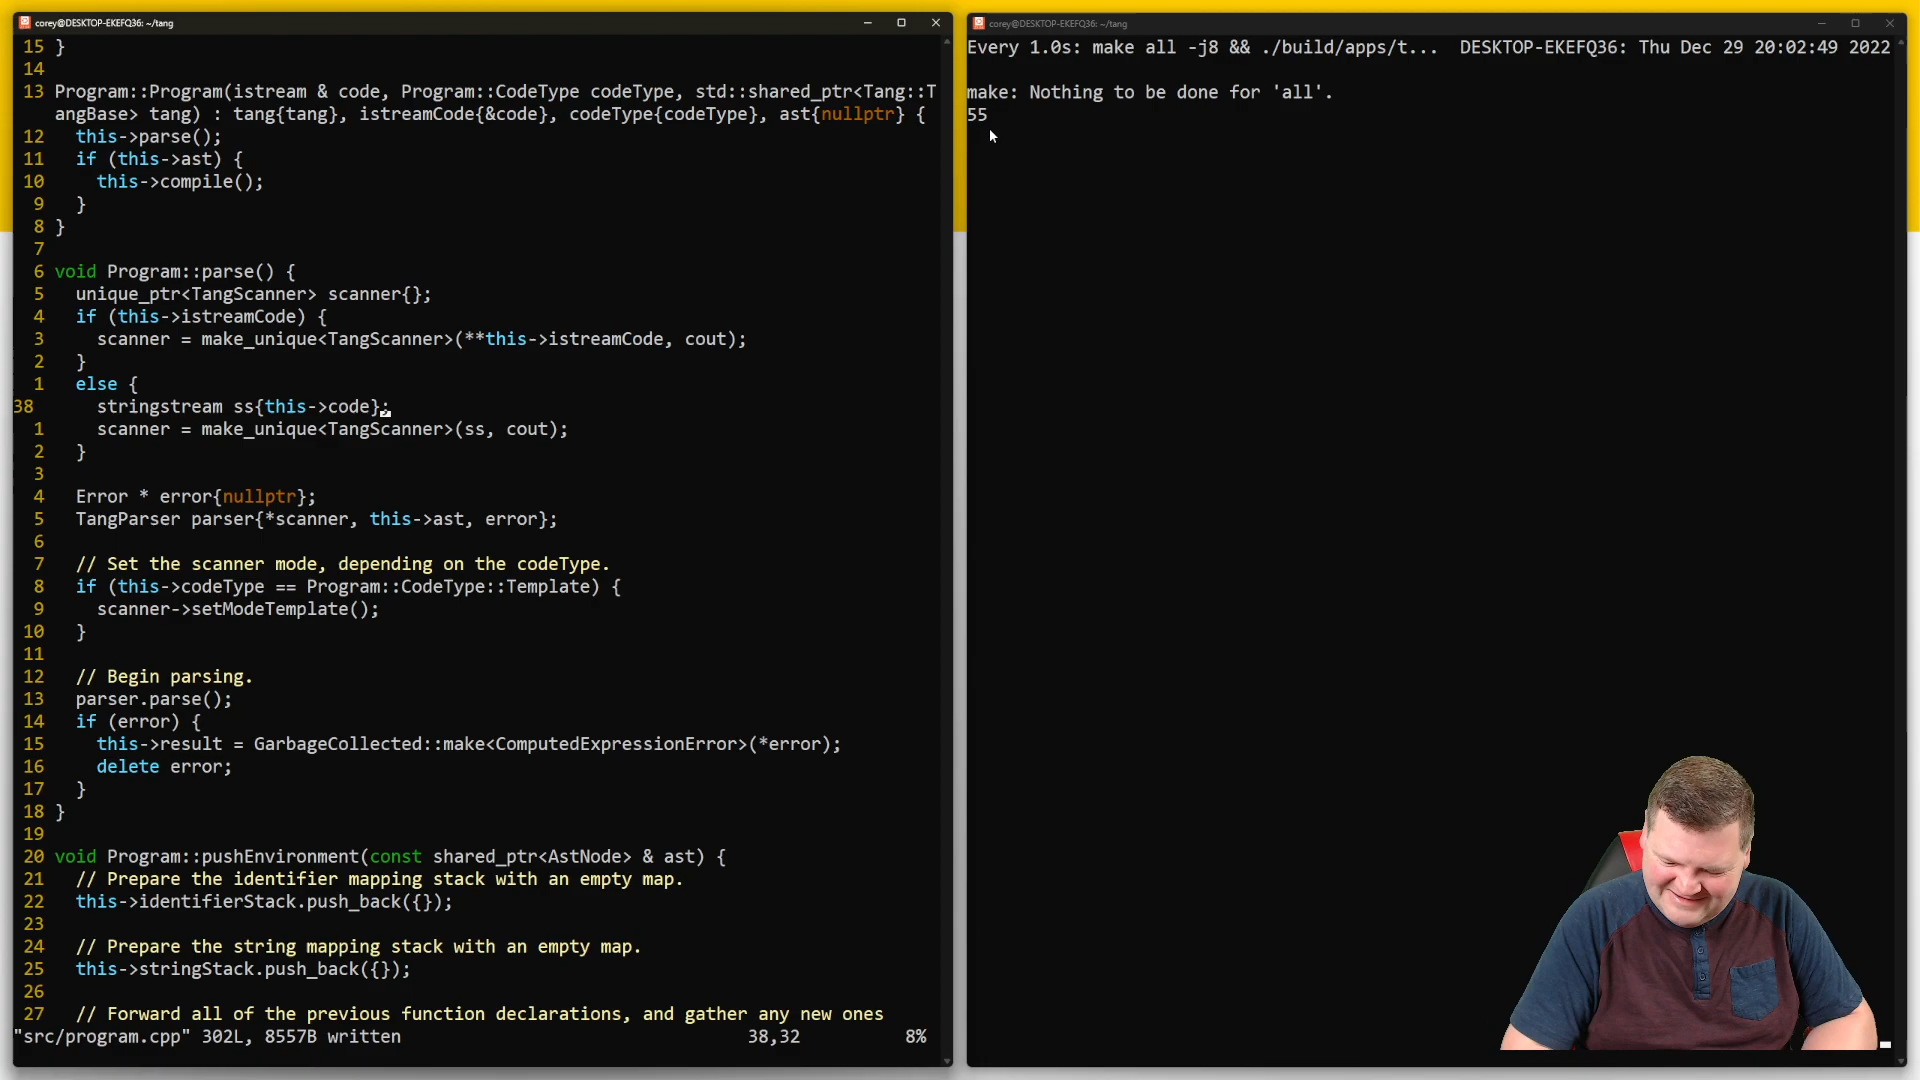 corey@DESKTOP-EKEFQ36: ~/tang
15 }
14
13 Program::Program(istream & code, Program::CodeType codeType, std::shared_ptr<Tang::T
angBase> tang) : tang{tang}, istreamCode{&code}, codeType{codeType}, ast{nullptr} {
12   this->parse();
11   if (this->ast) {
10     this->compile();
9   }
8 }
7
6 void Program::parse() {
5   unique_ptr<TangScanner> scanner{};
4   if (this->istreamCode) {
3     scanner = make_unique<TangScanner>(**this->istreamCode, cout);
2   }
1   else {
38     stringstream ss{this->code};
1     scanner = make_unique<TangScanner>(ss, cout);
2   }
3
4   Error * error{nullptr};
5   TangParser parser{*scanner, this->ast, error};
6
7   // Set the scanner mode, depending on the codeType.
8   if (this->codeType == Program::CodeType::Template) {
9     scanner->setModeTemplate();
10   }
11
12   // Begin parsing.
13   parser.parse();
14   if (error) {
15     this->result = GarbageCollected::make<ComputedExpressionError>(*error);
16     delete error;
17   }
18 }
19
20 void Program::pushEnvironment(const shared_ptr<AstNode> & ast) {
21   // Prepare the identifier mapping stack with an empty map.
22   this->identifierStack.push_back({});
23
24   // Prepare the string mapping stack with an empty map.
25   this->stringStack.push_back({});
26
27   // Forward all of the previous function declarations, and gather any new ones
"src/program.cpp" 302L, 8557B written 38,32 8%
corey@DESKTOP-EKEFQ36: ~/tang
Every 1.0s: make all -j8 && ./build/apps/t... DESKTOP-EKEFQ36: Thu Dec 29 20:02:49 2022
make: Nothing to be done for 'all'.
55